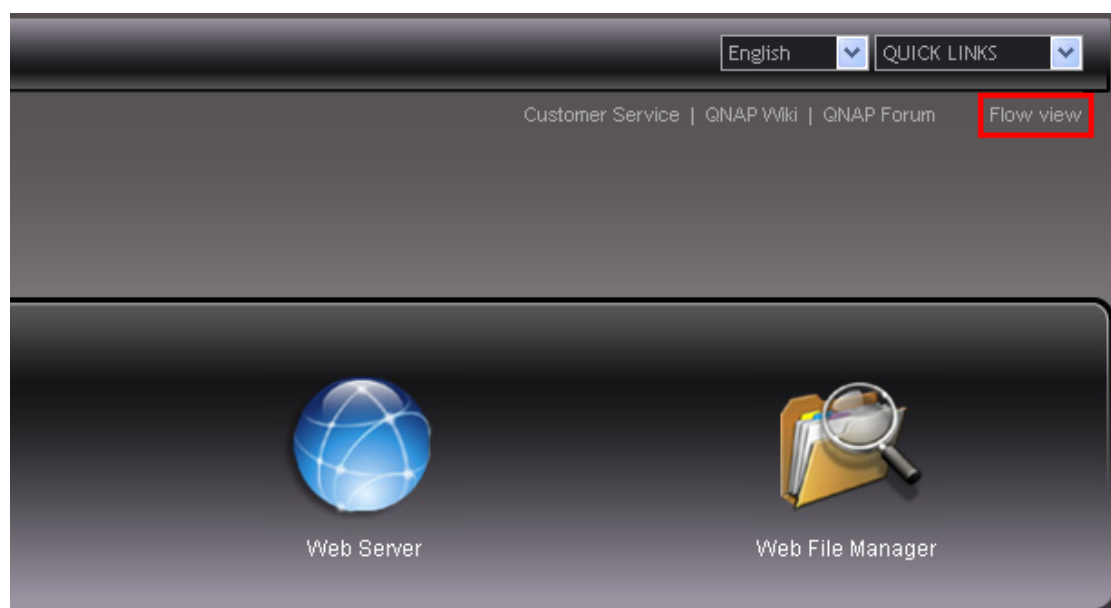 English QUICK LINKS
Customer Service | QNAP Wiki | QNAP Forum Flow view
Web Server Web File Manager